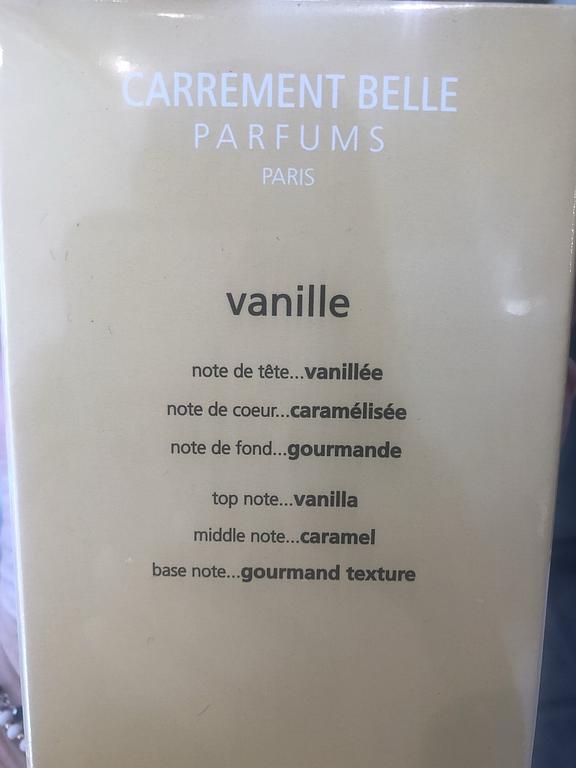 CARREMENT BELLE
PARFUMS
PARIS
vanille
note de tête...vanillée
note de coeur...caramélisée
note de fond...gourmande
top note...vanilla
middle note...caramel
base note...gourmand texture